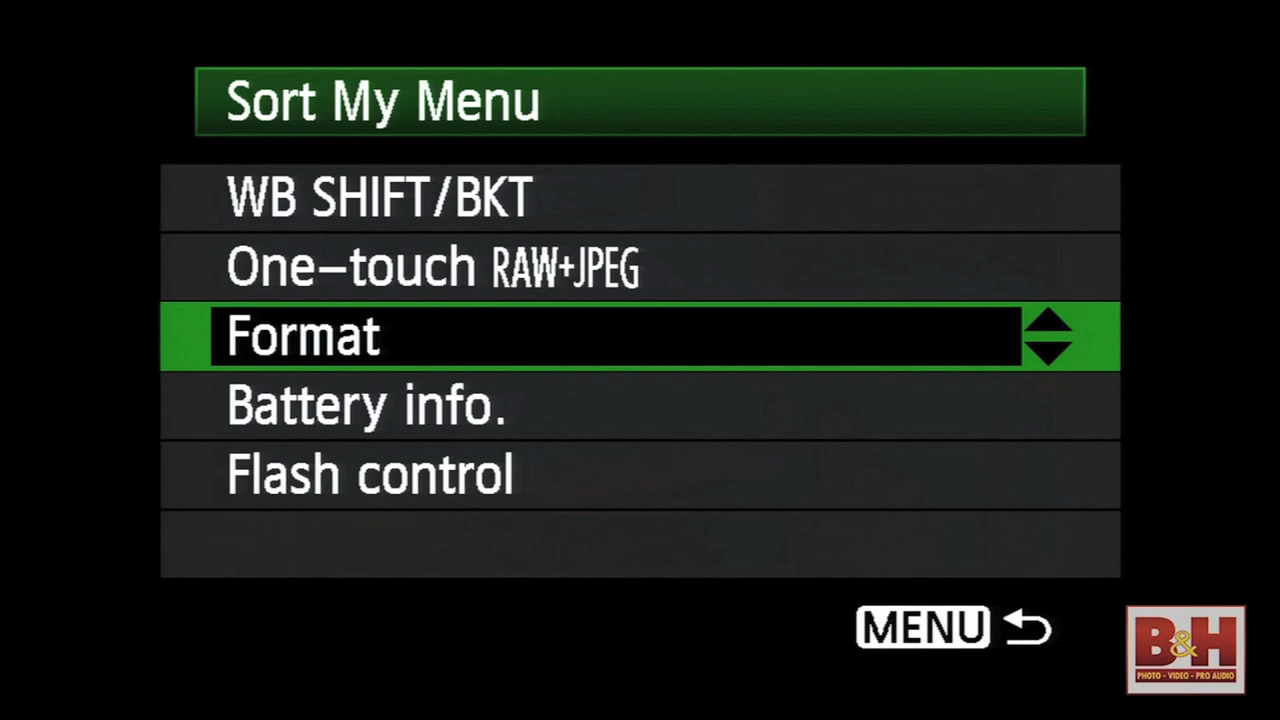 Sort My Menu
WB SHIFT/BKT
One-touch RAW+JPEG
Format
Battery info.
Flash control
MENU
B&H
PHOTO - VIDEO - PRO AUDIO